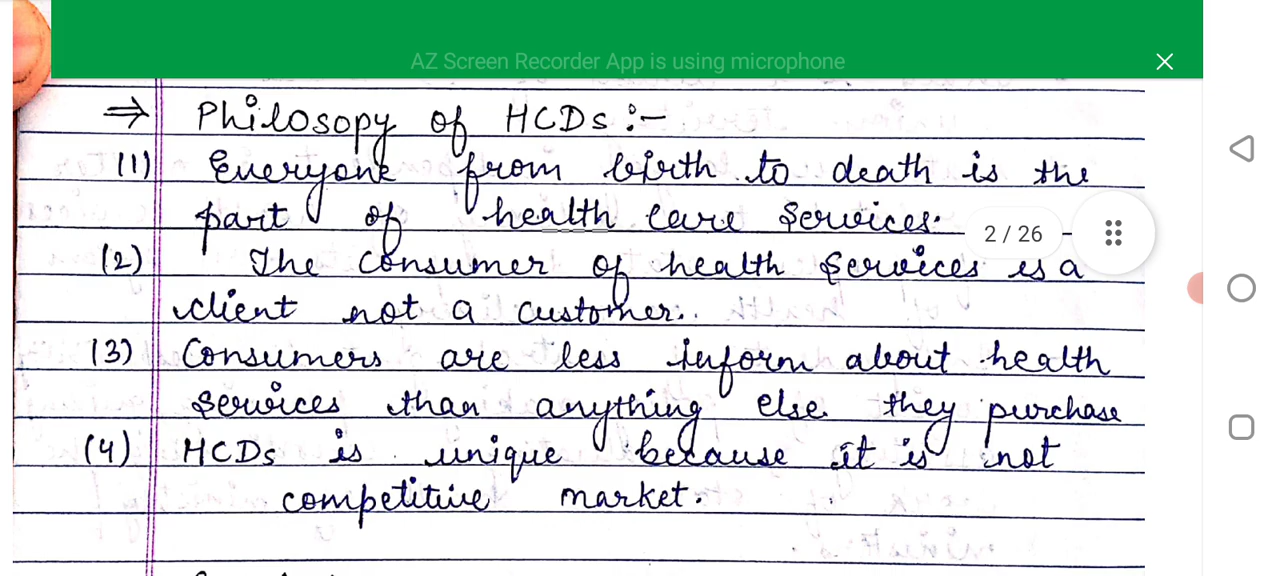 AZ Screen Recorder App is using microphone
⇒ Philosopy of HCDs :-
(1) Everyone from birth to death is the
part of health care services.
2 / 26
(2) The consumer of health services is a
client not a customer.
(3) Consumers are less inform about health
services than anything else they purchase
(4) HCDs is unique because it is not
competitive market.